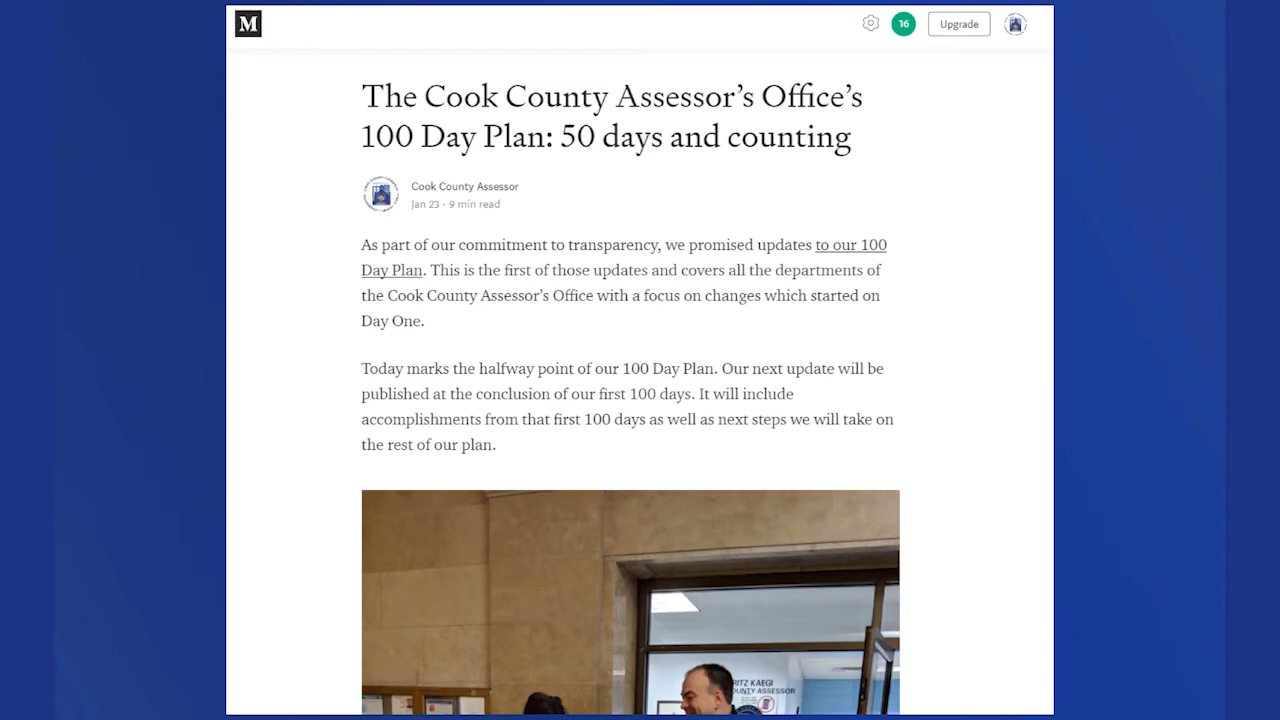 M
16
Upgrade
The Cook County Assessor’s Office’s
100 Day Plan: 50 days and counting
Cook County Assessor
Jan 23 · 9 min read
As part of our commitment to transparency, we promised updates to our 100
Day Plan. This is the first of those updates and covers all the departments of
the Cook County Assessor’s Office with a focus on changes which started on
Day One.
Today marks the halfway point of our 100 Day Plan. Our next update will be
published at the conclusion of our first 100 days. It will include
accomplishments from that first 100 days as well as next steps we will take on
the rest of our plan.
RITZ KAEGI
OUNTY ASSESSOR